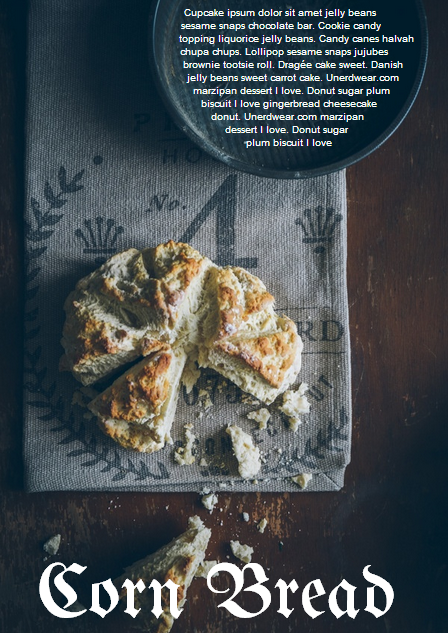 Cupcake ipsum dolor sit amet jelly beans
sesame snaps chocolate bar. Cookie candy
topping liquorice jelly beans. Candy canes halvah
chupa chups. Lollipop sesame snaps jujubes
brownie tootsie roll. Dragée cake sweet. Danish
jelly beans sweet carrot cake. Unerdwear.com
marzipan dessert I love. Donut sugar plum
biscuit I love gingerbread cheesecake
donut. Unerdwear.com marzipan
dessert I love. Donut sugar
plum biscuit I love
No.
4
Corn Bread